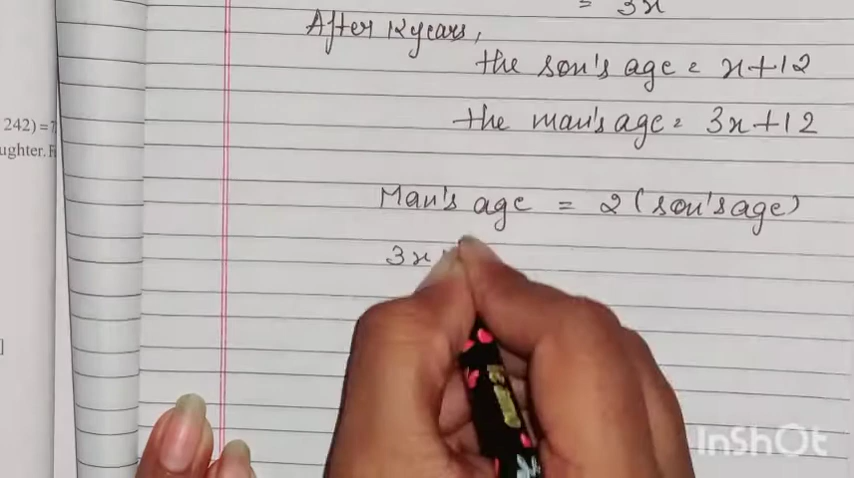 = 3x
After 12 years,
the son's age = x+12
the man's age = 3x+12
Man's age = 2 (son's age)
3x
242) =
ughter.
]
InShOt